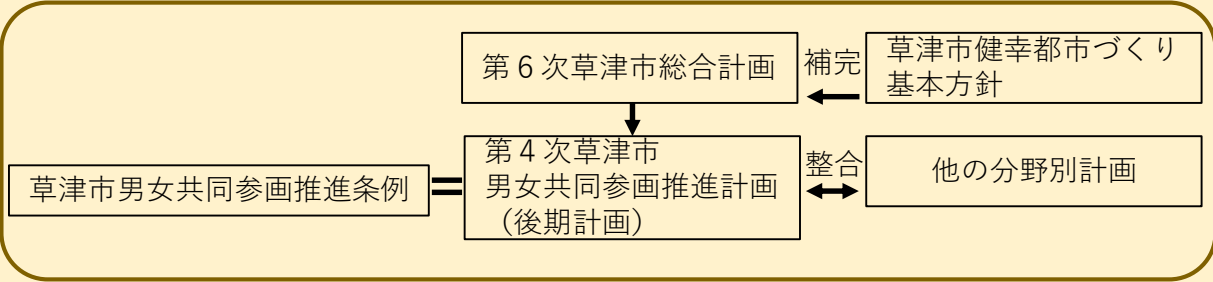 第６次草津市総合計画
補完
草津市健幸都市づくり
基本方針
草津市男女共同参画推進条例
第４次草津市
男女共同参画推進計画
（後期計画）
整合
他の分野別計画